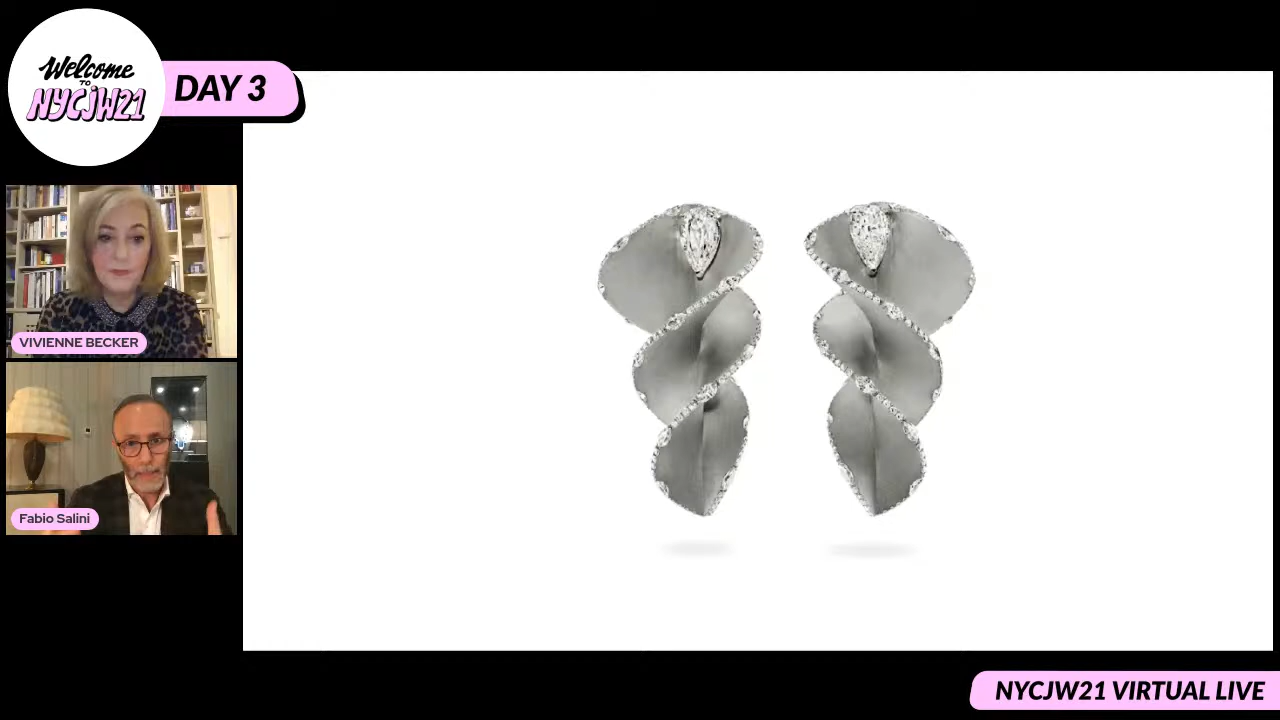 Welcome
TO
NYCJW21
DAY 3
VIVIENNE BECKER
Fabio Salini
NYCJW21 VIRTUAL LIVE